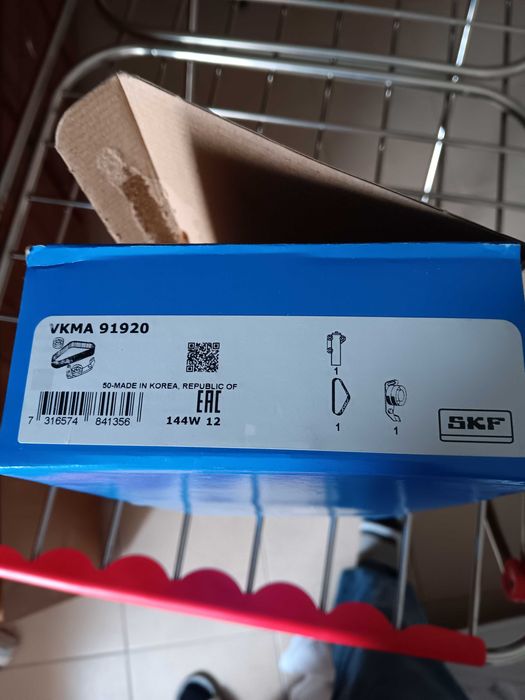 VKMA 91920
50-MADE IN KOREA, REPUBLIC OF
EAC
7 316574 841356
144W 12
1
1
1
SKF